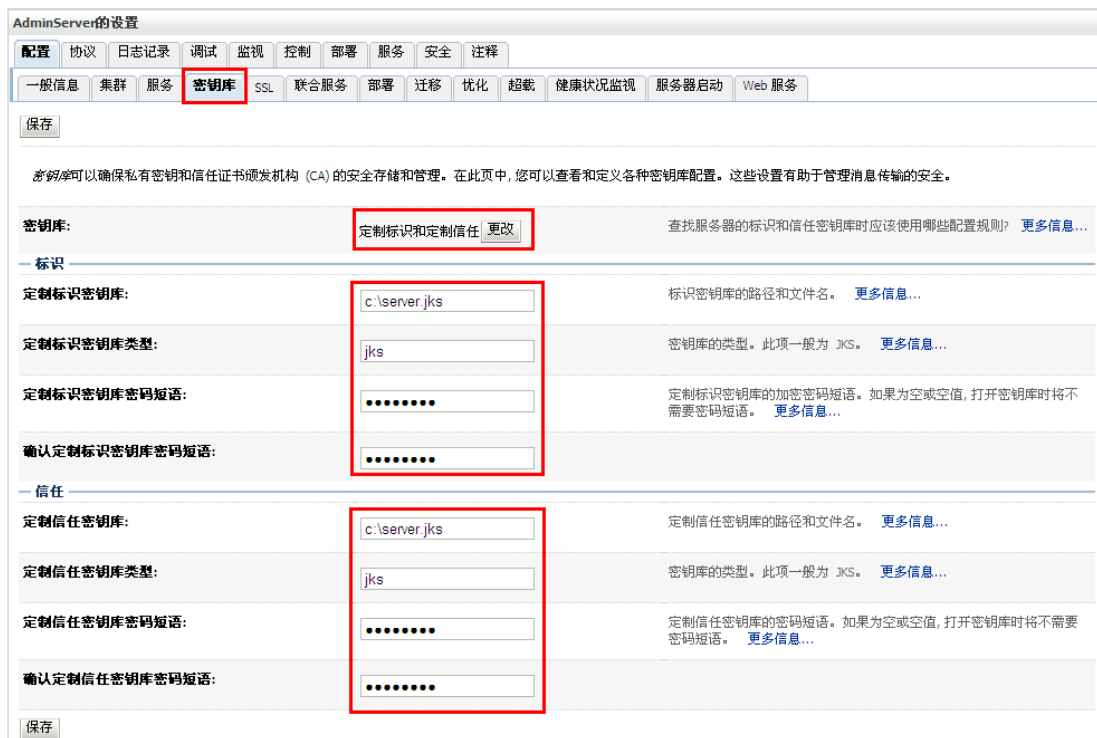 AdminServer的设置
配置 协议 日志记录 调试 监视 控制 部署 服务 安全 注释
一般信息 集群 服务 密钥库 SSL 联合服务 部署 迁移 优化 超载 健康状况监视 服务器启动 Web 服务
保存
密钥库可以确保私有密钥和信任证书颁发机构 (CA) 的安全存储和管理。在此页中, 您可以查看和定义各种密钥库配置。这些设置有助于管理消息传输的安全。
密钥库: 定制标识和定制信任 更改 查找服务器的标识和信任密钥库时应该使用哪些配置规则? 更多信息...
标识
定制标识密钥库: c:\server.jks 标识密钥库的路径和文件名。 更多信息...
定制标识密钥库类型: jks 密钥库的类型。此项一般为 JKS。 更多信息...
定制标识密钥库密码短语: ●●●●●●●● 定制标识密钥库的加密密码短语。如果为空或空值, 打开密钥库时将不
需要密码短语。 更多信息...
确认定制标识密钥库密码短语: ●●●●●●●●
信任
定制信任密钥库: c:\server.jks 定制信任密钥库的路径和文件名。 更多信息...
定制信任密钥库类型: jks 密钥库的类型。此项一般为 JKS。 更多信息...
定制信任密钥库密码短语: ●●●●●●●● 定制信任密钥库的密码短语。如果为空或空值, 打开密钥库时将不需要
密码短语。 更多信息...
确认定制信任密钥库密码短语: ●●●●●●●●
保存